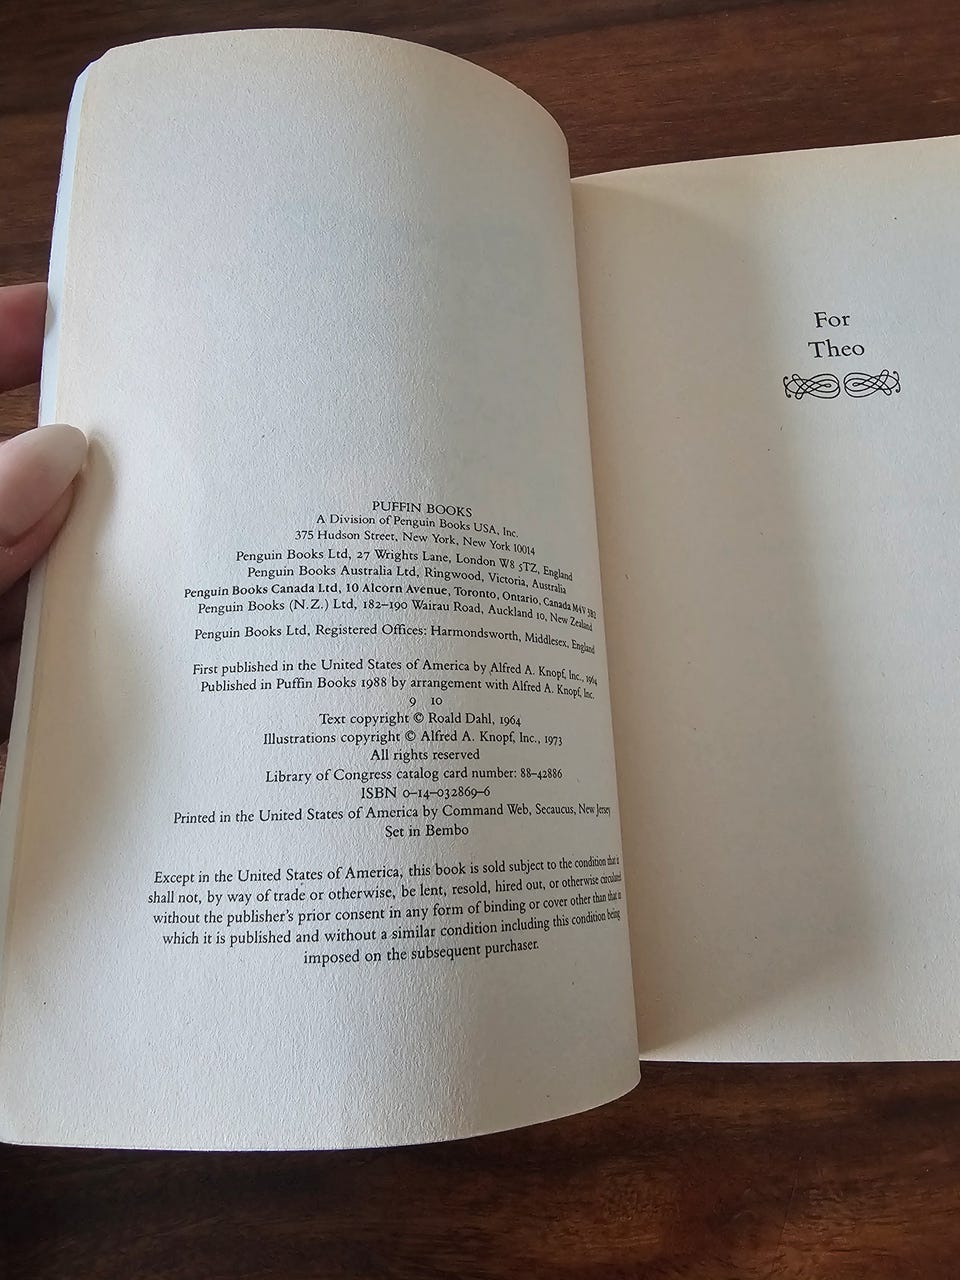 PUFFIN BOOKS
A Division of Penguin Books USA, Inc.
375 Hudson Street, New York, New York 10014
Penguin Books Ltd, 27 Wrights Lane, London W8 5TZ, England
Penguin Books Australia Ltd, Ringwood, Victoria, Australia
Penguin Books Canada Ltd, 10 Alcorn Avenue, Toronto, Ontario, Canada M4V 3B2
Penguin Books (N.Z.) Ltd, 182–190 Wairau Road, Auckland 10, New Zealand
Penguin Books Ltd, Registered Offices: Harmondsworth, Middlesex, England
First published in the United States of America by Alfred A. Knopf, Inc., 1964
Published in Puffin Books 1988 by arrangement with Alfred A. Knopf, Inc.
9 10
Text copyright © Roald Dahl, 1964
Illustrations copyright © Alfred A. Knopf, Inc., 1973
All rights reserved
Library of Congress catalog card number: 88–42886
ISBN 0–14–032869–6
Printed in the United States of America by Command Web, Secaucus, New Jersey
Set in Bembo
Except in the United States of America, this book is sold subject to the condition that it
shall not, by way of trade or otherwise, be lent, resold, hired out, or otherwise circulated
without the publisher's prior consent in any form of binding or cover other than that in
which it is published and without a similar condition including this condition being
imposed on the subsequent purchaser.
For
Theo